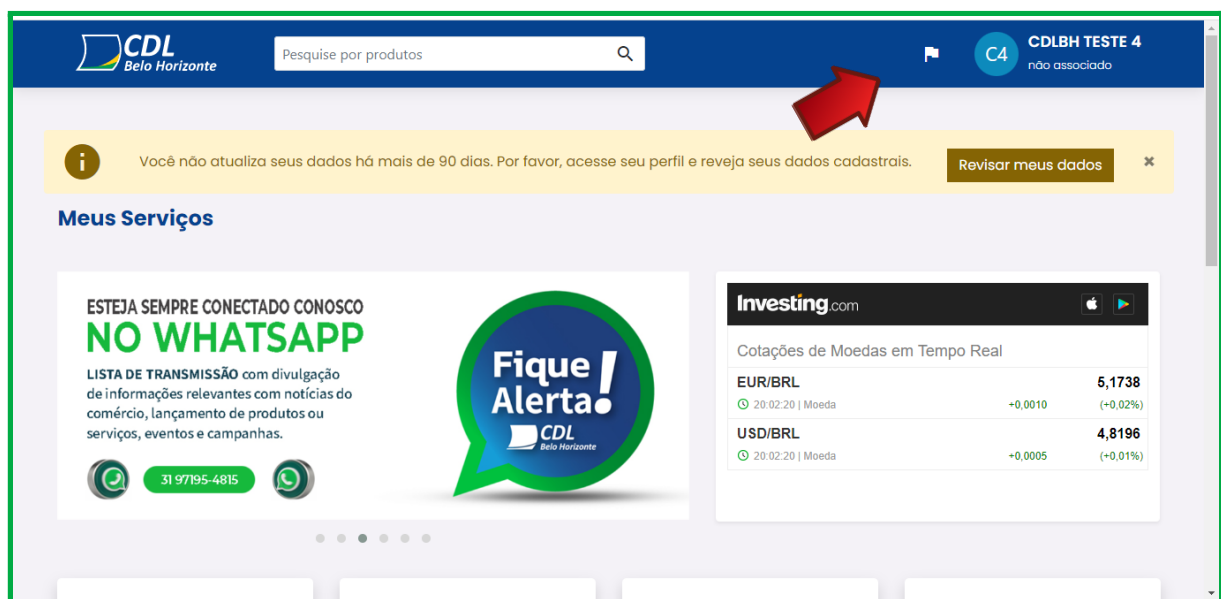 CDL
Belo Horizonte
Pesquise por produtos
C4
CDLBH TESTE 4
não associado
i
Você não atualiza seus dados há mais de 90 dias. Por favor, acesse seu perfil e reveja seus dados cadastrais.
Revisar meus dados
×
Meus Serviços
ESTEJA SEMPRE CONECTADO CONOSCO
NO WHATSAPP
LISTA DE TRANSMISSÃO com divulgação
de informações relevantes com notícias do
comércio, lançamento de produtos ou
serviços, eventos e campanhas.
31 97195-4815
Fique
Alerta!
CDL
Belo Horizonte
Investing.com
Cotações de Moedas em Tempo Real
EUR/BRL 5,1738
20:02:20 | Moeda +0,0010 (+0,02%)
USD/BRL 4,8196
20:02:20 | Moeda +0,0005 (+0,01%)